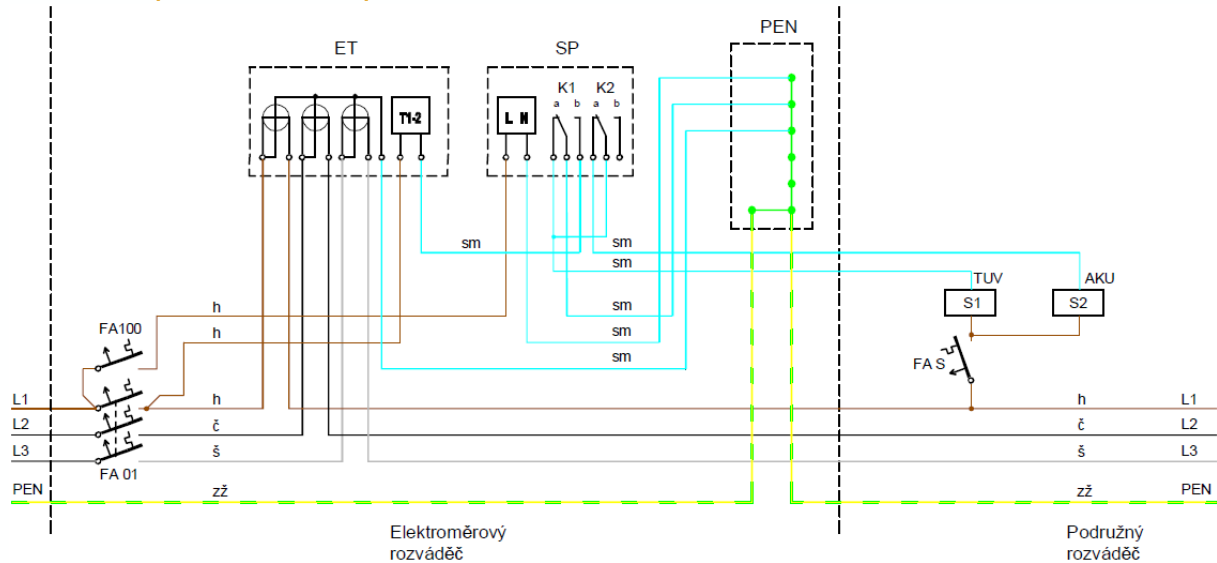 ET
SP
PEN
K1 K2
a b a b
T1-2
L N
sm
sm
sm
TUV
AKU
S1
S2
h
sm
FA100
h
sm
sm
FA S
L1
h
h
L1
L2
č
č
L2
L3
š
š
L3
FA 01
PEN
zž
zž
PEN
Elektroměrový
rozváděč
Podružný
rozváděč